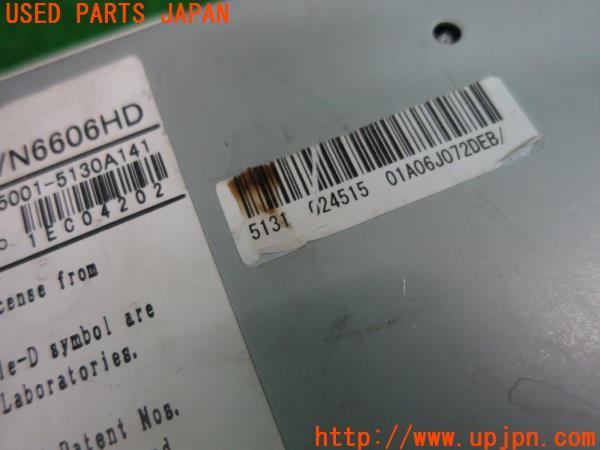 USED PARTS JAPAN
/N6606HD
5001-5130A141
1EC04202
5131 024515 01A06J072DEB/
cense from
le-D symbol are
Laboratories.
Patent Nos.
http://www.upjpn.com/